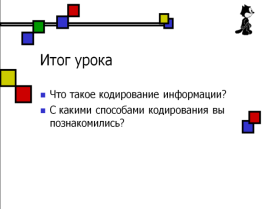 Итог урока
Что такое кодирование информации?
С какими способами кодирования вы
познакомились?